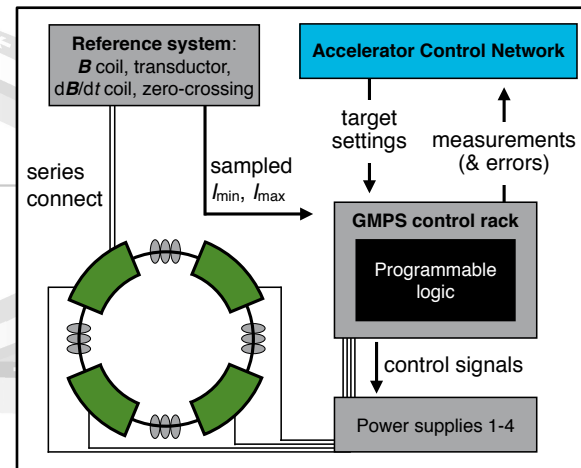 Reference system:
B coil, transductor,
dB/dt coil, zero-crossing
Accelerator Control Network
target
settings
measurements
(& errors)
series
connect
sampled
Imin, Imax
GMPS control rack
Programmable
logic
control signals
Power supplies 1-4